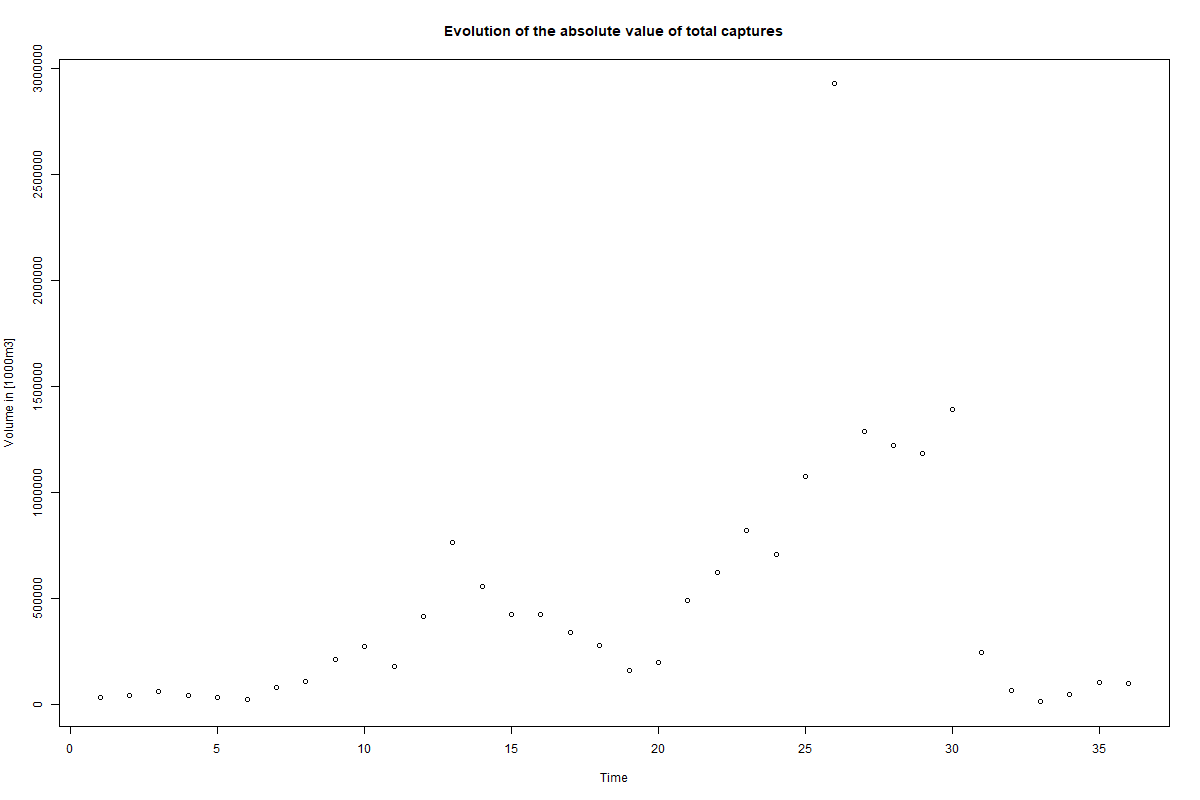 Evolution of the absolute value of total captures
Volume in [1000m3]
3000000
2500000
2000000
1500000
1000000
500000
0
0 5 10 15 20 25 30 35
Time